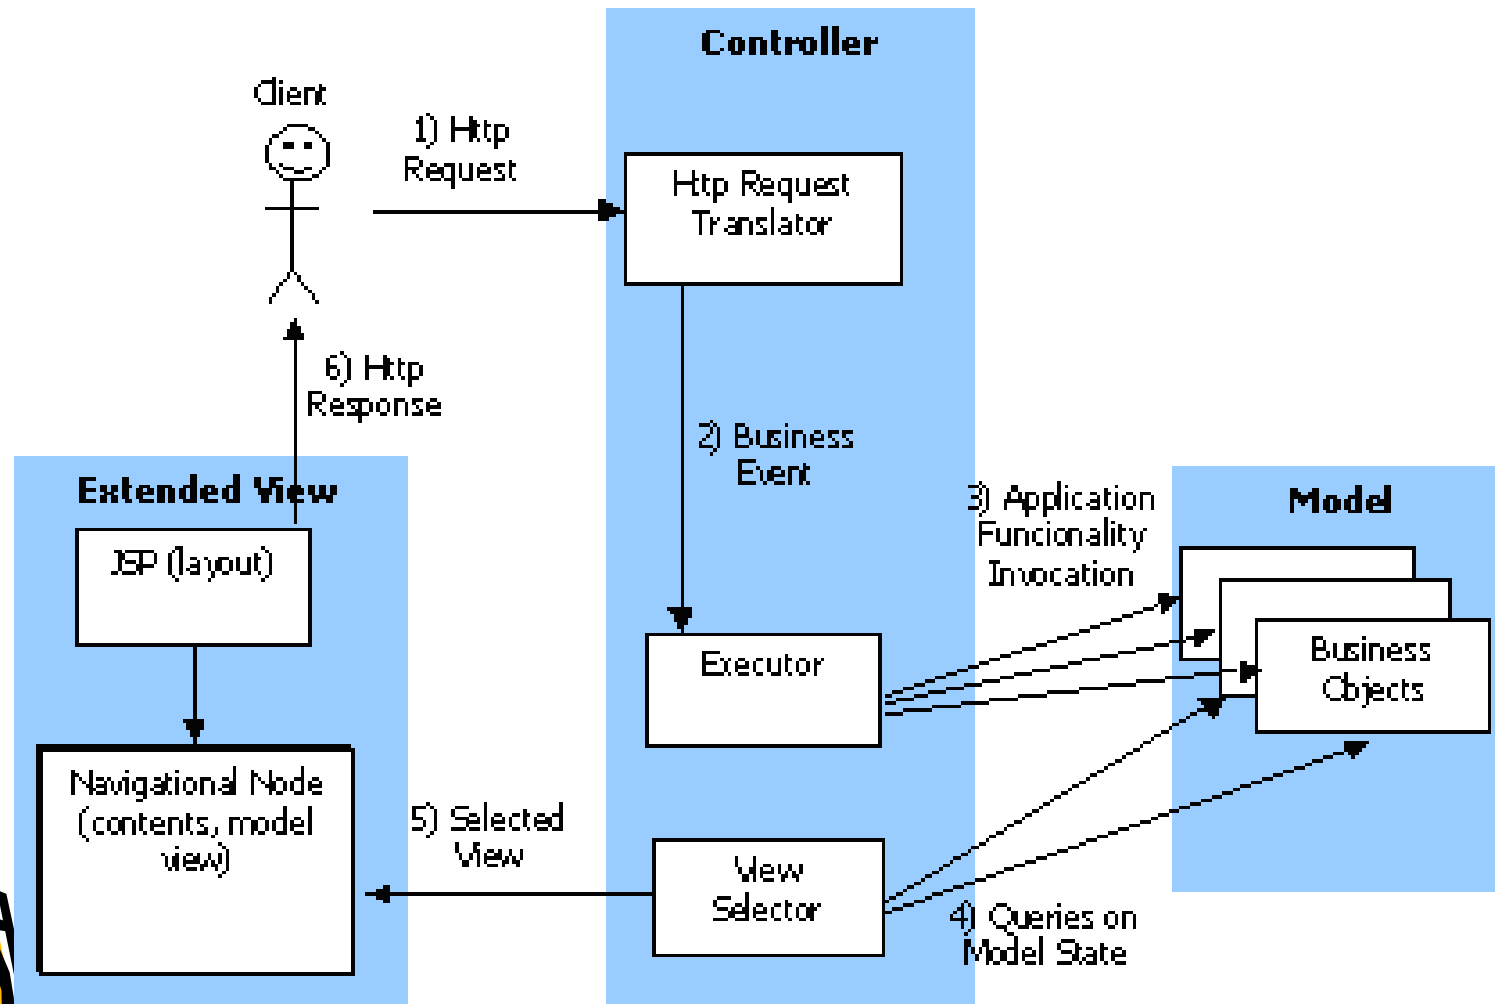 Controller
Client
1) Http
Request
Http Request
Translator
6) Http
Response
2) Business
Event
Extended View
JSP (layout)
3) Application
Funcionality
Invocation
Model
Executor
Business
Objects
Navigational Node
(contents, model
view)
5) Selected
View
View
Selector
4) Queries on
Model State